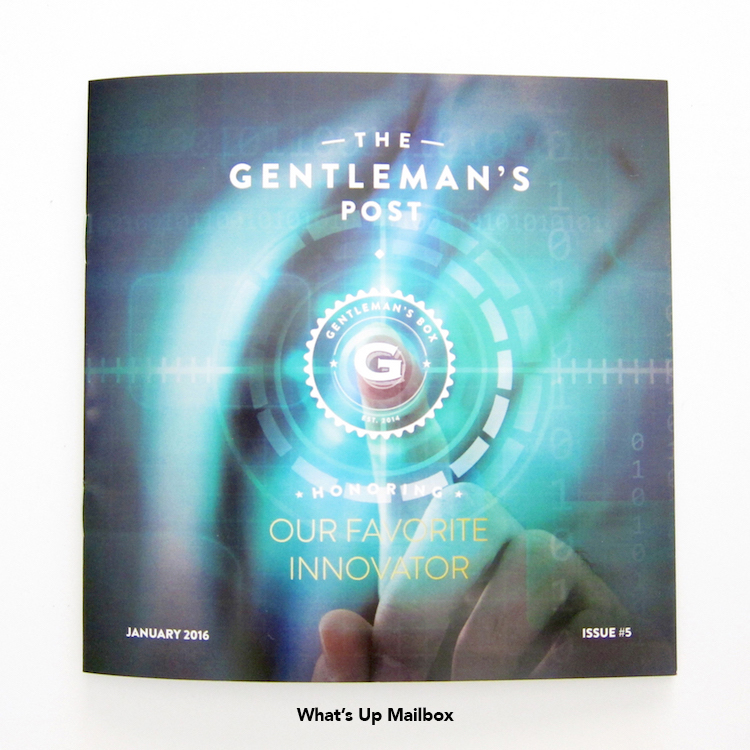 THE
GENTLEMAN'S
POST
GENTLEMAN'S BOX
G
EST. 2014
HONORING
OUR FAVORITE
INNOVATOR
JANUARY 2016
ISSUE #5
What's Up Mailbox